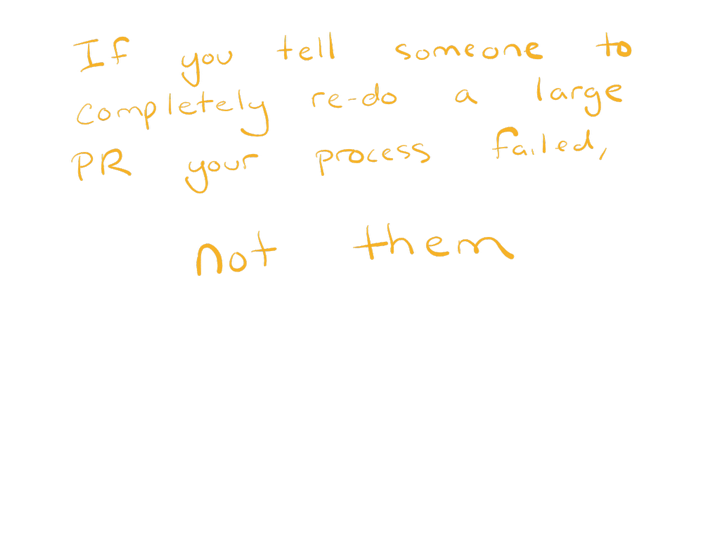 If you tell someone to
completely re-do a large
PR your process failed,
not them